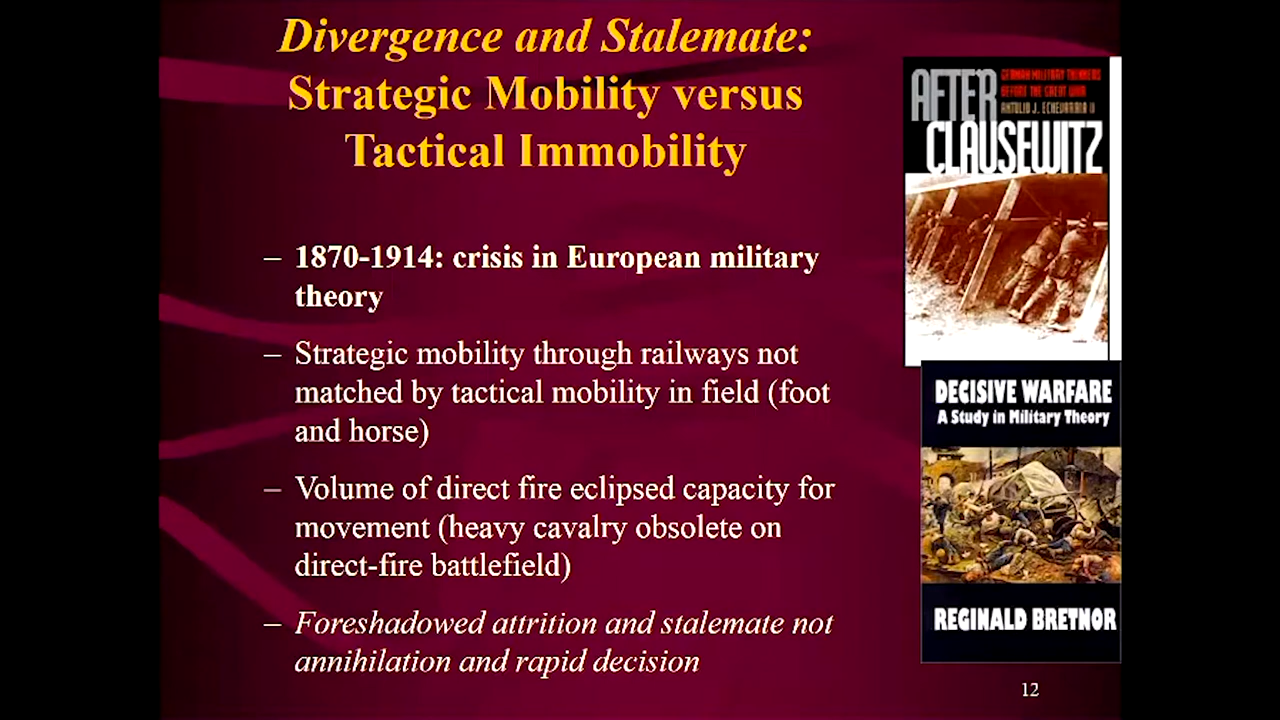 Divergence and Stalemate:
Strategic Mobility versus
Tactical Immobility
– 1870-1914: crisis in European military
theory
– Strategic mobility through railways not
matched by tactical mobility in field (foot
and horse)
– Volume of direct fire eclipsed capacity for
movement (heavy cavalry obsolete on
direct-fire battlefield)
– Foreshadowed attrition and stalemate not
annihilation and rapid decision
AFTER
GERMAN MILITARY THINKERS
BEFORE THE GREAT WAR
ANTULIO J. ECHEVARRIA II
CLAUSEWITZ
DECISIVE WARFARE
A Study in Military Theory
REGINALD BRETNOR
12